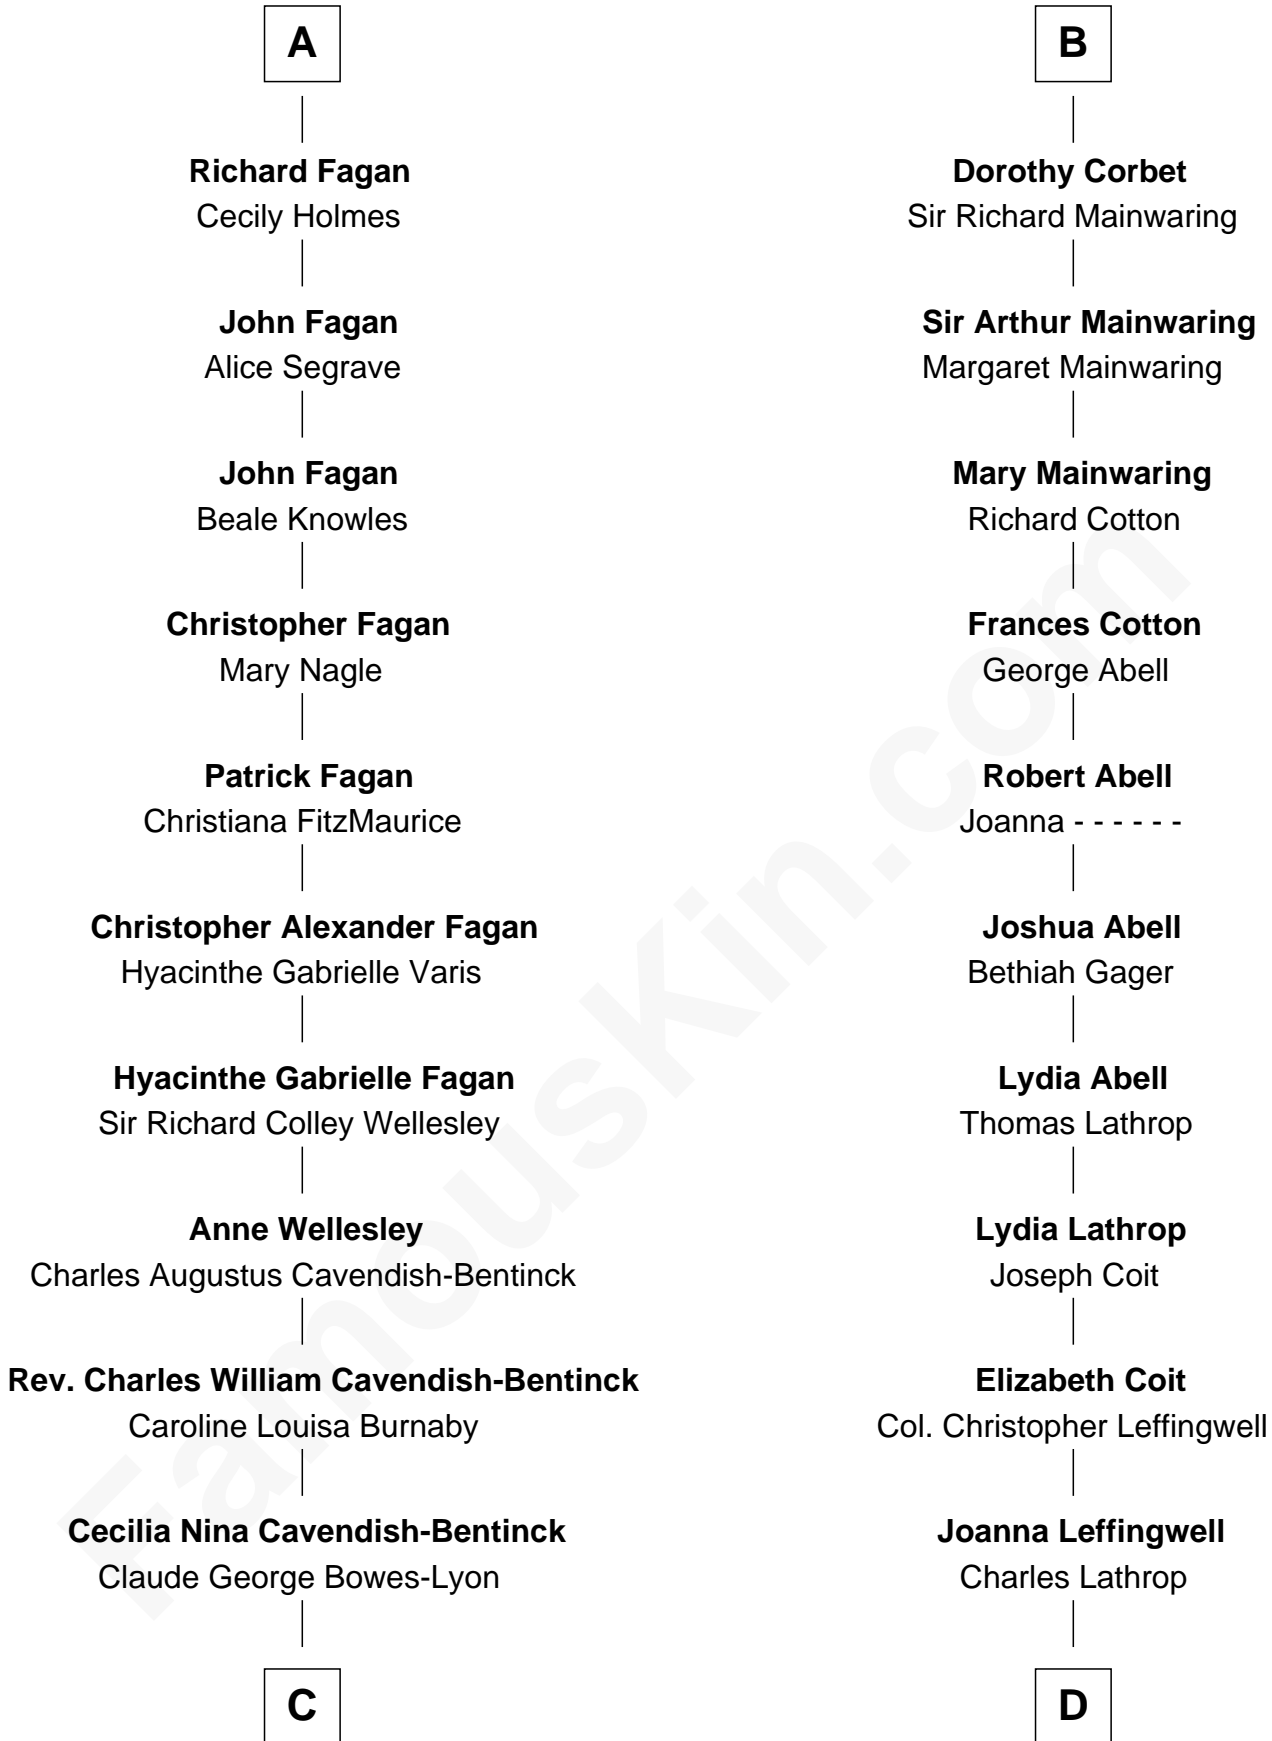 A
Richard Fagan
Cecily Holmes
John Fagan
Alice Segrave
John Fagan
Beale Knowles
Christopher Fagan
Mary Nagle
Patrick Fagan
Christiana FitzMaurice
Christopher Alexander Fagan
Hyacinthe Gabrielle Varis
Hyacinthe Gabrielle Fagan
Sir Richard Colley Wellesley
Anne Wellesley
Charles Augustus Cavendish-Bentinck
Rev. Charles William Cavendish-Bentinck
Caroline Louisa Burnaby
Cecilia Nina Cavendish-Bentinck
Claude George Bowes-Lyon
C
B
Dorothy Corbet
Sir Richard Mainwaring
Sir Arthur Mainwaring
Margaret Mainwaring
Mary Mainwaring
Richard Cotton
Frances Cotton
George Abell
Robert Abell
Joanna - - - - - -
Joshua Abell
Bethiah Gager
Lydia Abell
Thomas Lathrop
Lydia Lathrop
Joseph Coit
Elizabeth Coit
Col. Christopher Leffingwell
Joanna Leffingwell
Charles Lathrop
D
FamousKin.com